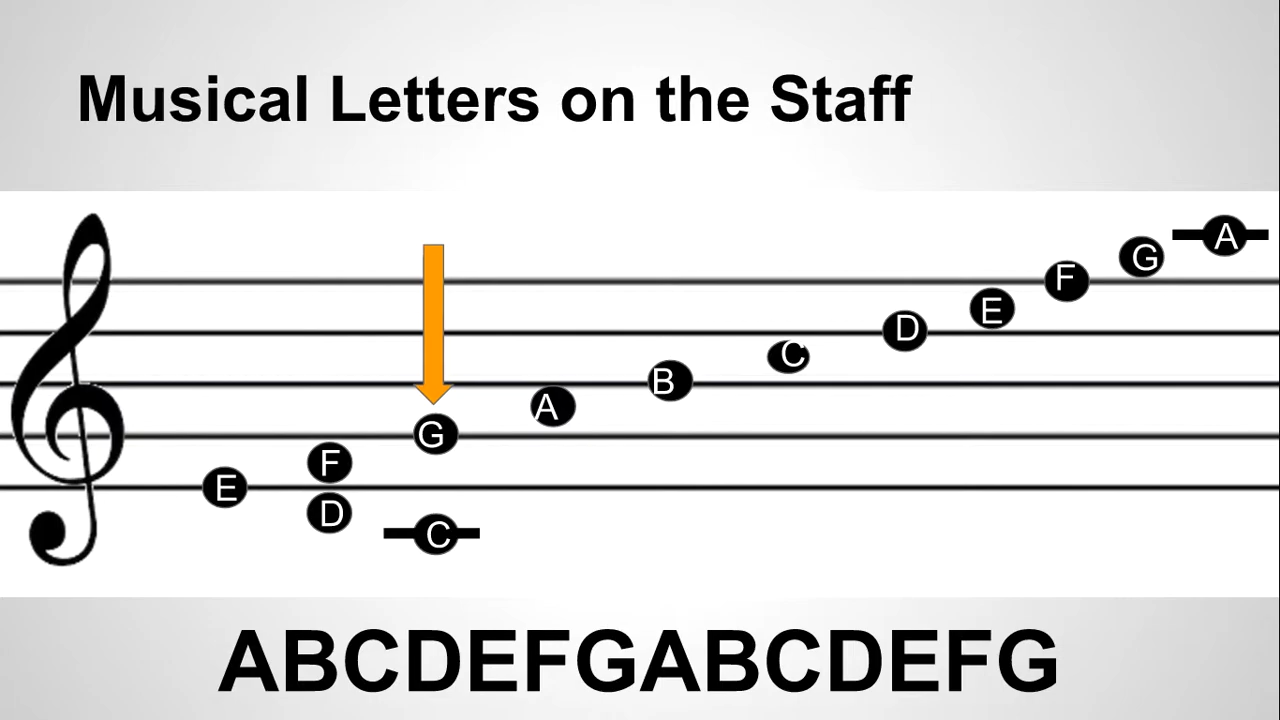 Musical Letters on the Staff
E F D G C A B C D E F G A
ABCDEFGABCDEFG